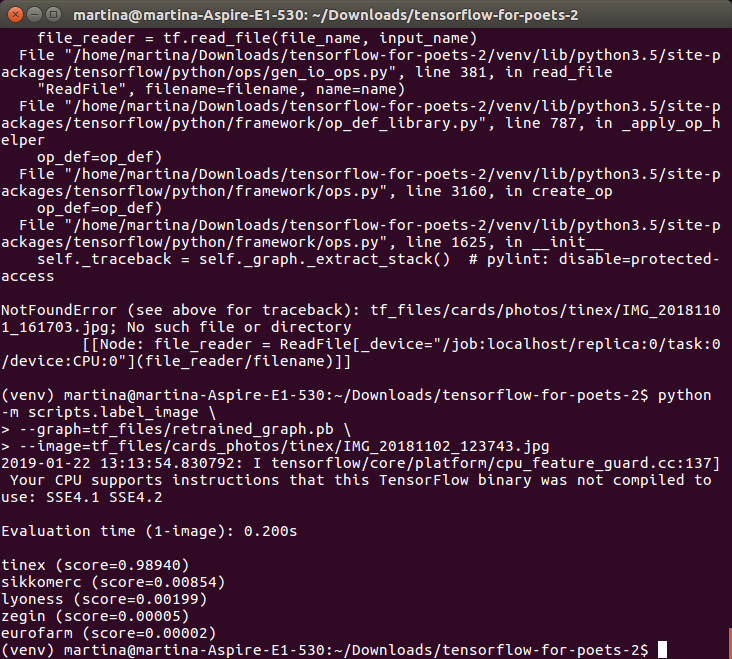 martina@martina-Aspire-E1-530: ~/Downloads/tensorflow-for-poets-2
    file_reader = tf.read_file(file_name, input_name)
  File "/home/martina/Downloads/tensorflow-for-poets-2/venv/lib/python3.5/site-p
ackages/tensorflow/python/ops/gen_io_ops.py", line 381, in read_file
    "ReadFile", filename=filename, name=name)
  File "/home/martina/Downloads/tensorflow-for-poets-2/venv/lib/python3.5/site-p
ackages/tensorflow/python/framework/op_def_library.py", line 787, in _apply_op_h
elper
    op_def=op_def)
  File "/home/martina/Downloads/tensorflow-for-poets-2/venv/lib/python3.5/site-p
ackages/tensorflow/python/framework/ops.py", line 3160, in create_op
    op_def=op_def)
  File "/home/martina/Downloads/tensorflow-for-poets-2/venv/lib/python3.5/site-p
ackages/tensorflow/python/framework/ops.py", line 1625, in __init__
    self._traceback = self._graph._extract_stack()  # pylint: disable=protected-
access

NotFoundError (see above for traceback): tf_files/cards/photos/tinex/IMG_2018110
1_161703.jpg; No such file or directory
         [[Node: file_reader = ReadFile[_device="/job:localhost/replica:0/task:0
/device:CPU:0"](file_reader/filename)]]

(venv) martina@martina-Aspire-E1-530:~/Downloads/tensorflow-for-poets-2$ python
-m scripts.label_image \
> --graph=tf_files/retrained_graph.pb \
> --image=tf_files/cards_photos/tinex/IMG_20181102_123743.jpg
2019-01-22 13:13:54.830792: I tensorflow/core/platform/cpu_feature_guard.cc:137]
 Your CPU supports instructions that this TensorFlow binary was not compiled to
use: SSE4.1 SSE4.2

Evaluation time (1-image): 0.200s

tinex (score=0.98940)
sikkomerc (score=0.00854)
lyoness (score=0.00199)
zegin (score=0.00005)
eurofarm (score=0.00002)
(venv) martina@martina-Aspire-E1-530:~/Downloads/tensorflow-for-poets-2$